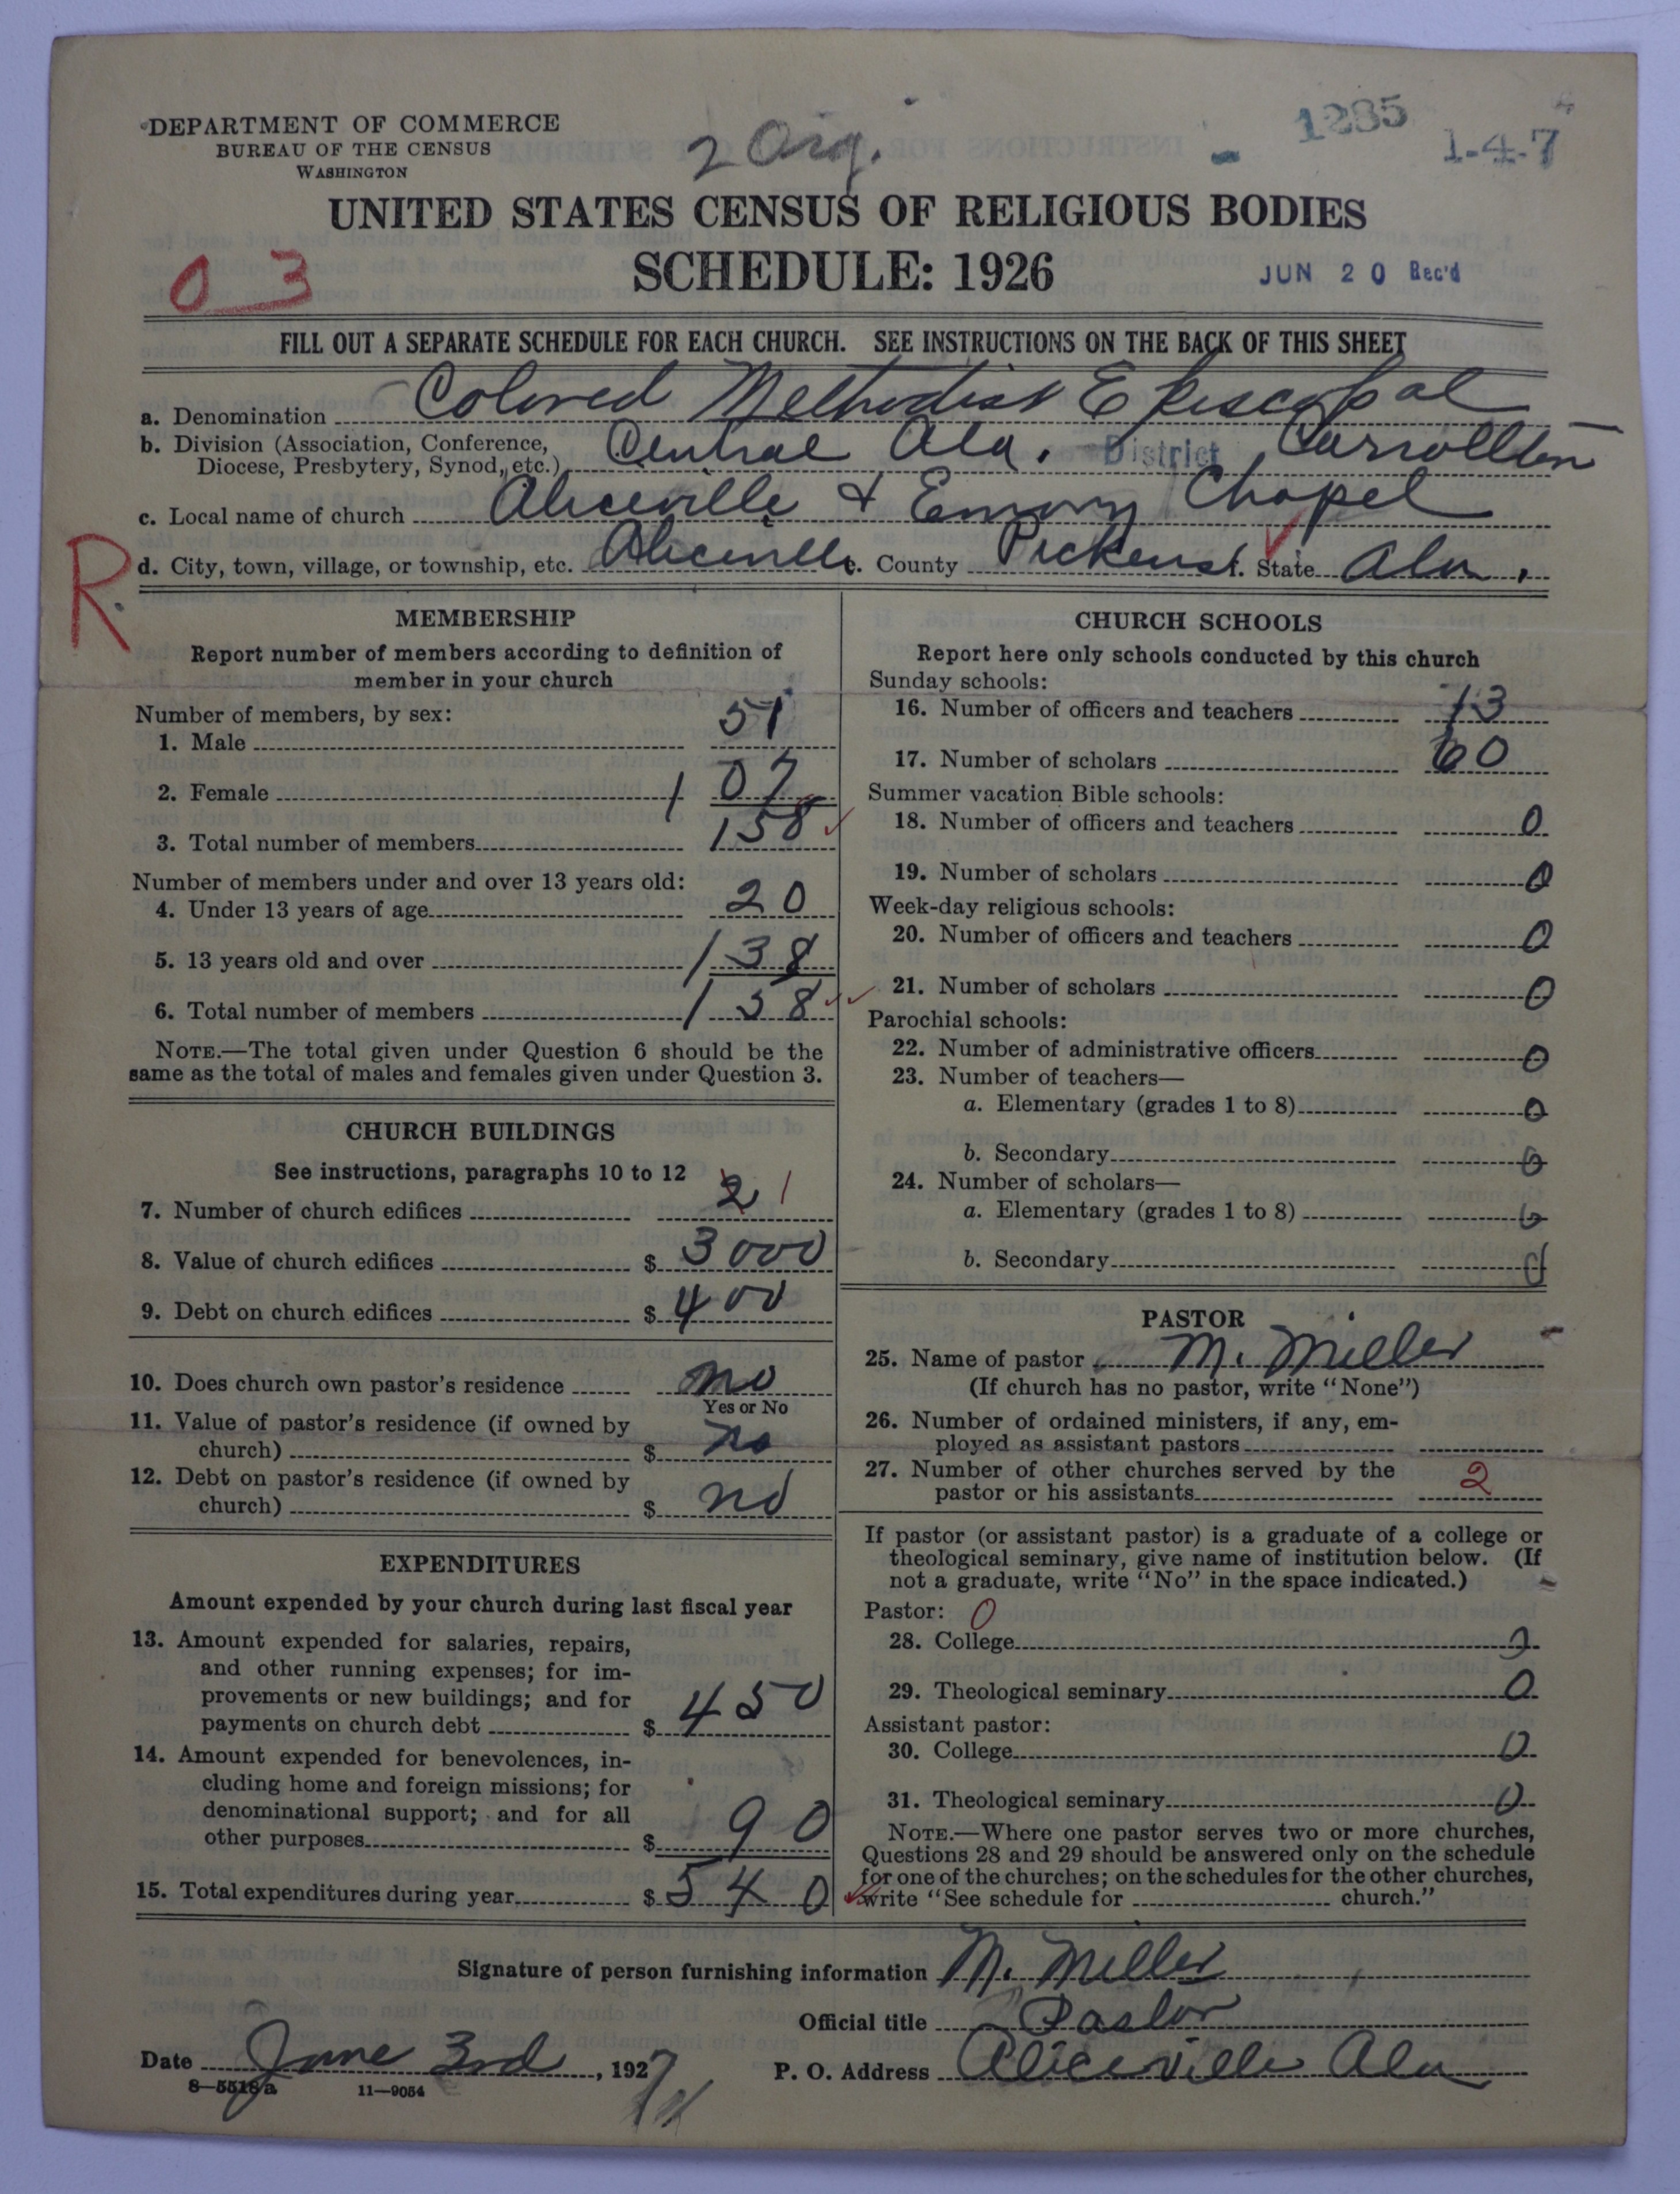 DEPARTMENT OF COMMERCE
BUREAU OF THE CENSUS
WASHINGTON
2 Orig.
1285
1-4-7
UNITED STATES CENSUS OF RELIGIOUS BODIES
SCHEDULE: 1926
0 3
JUN 20 Rec'd
FILL OUT A SEPARATE SCHEDULE FOR EACH CHURCH. SEE INSTRUCTIONS ON THE BACK OF THIS SHEET
a. Denomination Colored Methodist Episcopal
b. Division (Association, Conference, Diocese, Presbytery, Synod, etc.) Central Ala. District Carrollton
c. Local name of church Aliceville & Emory Chapel
R.
d. City, town, village, or township, etc. Aliceville e. County Pickens f. State Ala.
MEMBERSHIP
Report number of members according to definition of
member in your church
Number of members, by sex:
1. Male 51
2. Female 107
3. Total number of members 158
Number of members under and over 13 years old:
4. Under 13 years of age 20
5. 13 years old and over 138
6. Total number of members 158
NOTE.—The total given under Question 6 should be the
same as the total of males and females given under Question 3.
CHURCH BUILDINGS
See instructions, paragraphs 10 to 12
7. Number of church edifices 2 1
8. Value of church edifices $ 3000
9. Debt on church edifices $ 400
10. Does church own pastor's residence no
Yes or No
11. Value of pastor's residence (if owned by
church) $ no
12. Debt on pastor's residence (if owned by
church) $ no
EXPENDITURES
Amount expended by your church during last fiscal year
13. Amount expended for salaries, repairs,
and other running expenses; for im-
provements or new buildings; and for
payments on church debt $ 450
14. Amount expended for benevolences, in-
cluding home and foreign missions; for
denominational support; and for all
other purposes $ 90
15. Total expenditures during year $ 540
CHURCH SCHOOLS
Report here only schools conducted by this church
Sunday schools:
16. Number of officers and teachers 13
17. Number of scholars 60
Summer vacation Bible schools:
18. Number of officers and teachers 0
19. Number of scholars 0
Week-day religious schools:
20. Number of officers and teachers 0
21. Number of scholars 0
Parochial schools:
22. Number of administrative officers 0
23. Number of teachers—
a. Elementary (grades 1 to 8) 0
b. Secondary 0
24. Number of scholars—
a. Elementary (grades 1 to 8) 0
b. Secondary 0
PASTOR
25. Name of pastor M. Miller
(If church has no pastor, write "None")
26. Number of ordained ministers, if any, em-
ployed as assistant pastors
27. Number of other churches served by the
pastor or his assistants 2
If pastor (or assistant pastor) is a graduate of a college or
theological seminary, give name of institution below. (If
not a graduate, write "No" in the space indicated.)
Pastor: 0
28. College 0
29. Theological seminary 0
Assistant pastor:
30. College 0
31. Theological seminary 0
NOTE.—Where one pastor serves two or more churches,
Questions 28 and 29 should be answered only on the schedule
for one of the churches; on the schedules for the other churches,
write "See schedule for church."
Signature of person furnishing information M. Miller
Official title Pastor
Date June 3rd, 1927
P. O. Address Aliceville Ala
8—5518a 11—9054